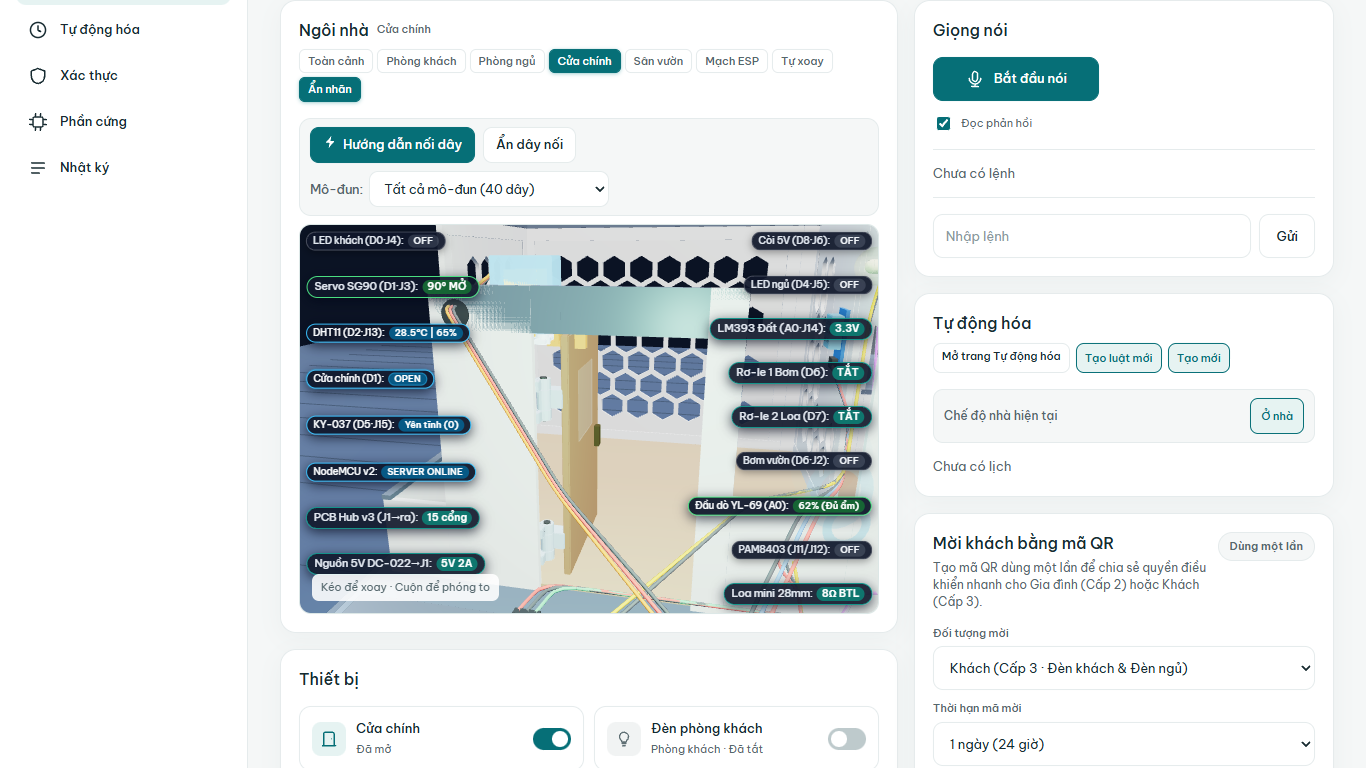 Tự động hóa
Xác thực
Phần cứng
Nhật ký
Ngôi nhà Cửa chính
Toàn cảnh Phòng khách Phòng ngủ Cửa chính Sân vườn Mạch ESP Tự xoay
Ẩn nhãn
Hướng dẫn nối dây Ẩn dây nối
Mô-đun: Tất cả mô-đun (40 dây)
LED khách (D0·J4): OFF
Servo SG90 (D1·J3): 90° MỞ
DHT11 (D2·J13): 28.5°C | 65%
Cửa chính (D1): OPEN
KY-037 (D5·J15): Yên tĩnh (0)
NodeMCU v2: SERVER ONLINE
PCB Hub v3 (J1→ra): 15 cổng
Nguồn 5V DC-022→J1: 5V 2A
Kéo để xoay · Cuộn để phóng to
Còi 5V (D8·J6): OFF
LED ngủ (D4·J5): OFF
LM393 Đất (A0·J14): 3.3V
Rơ-le 1 Bơm (D6): TẮT
Rơ-le 2 Loa (D7): TẮT
Bơm vườn (D6·J2): OFF
Đầu dò YL-69 (A0): 62% (Đủ ẩm)
PAM8403 (J11/J12): OFF
Loa mini 28mm: 8Ω BTL
Thiết bị
Cửa chính
Đã mở
Đèn phòng khách
Phòng khách · Đã tắt
Giọng nói
Bắt đầu nói
Đọc phản hồi
Chưa có lệnh
Nhập lệnh Gửi
Tự động hóa
Mở trang Tự động hóa Tạo luật mới Tạo mới
Chế độ nhà hiện tại Ở nhà
Chưa có lịch
Mời khách bằng mã QR Dùng một lần
Tạo mã QR dùng một lần để chia sẻ quyền điều
khiển nhanh cho Gia đình (Cấp 2) hoặc Khách
(Cấp 3).
Đối tượng mời
Khách (Cấp 3 · Đèn khách & Đèn ngủ)
Thời hạn mã mời
1 ngày (24 giờ)